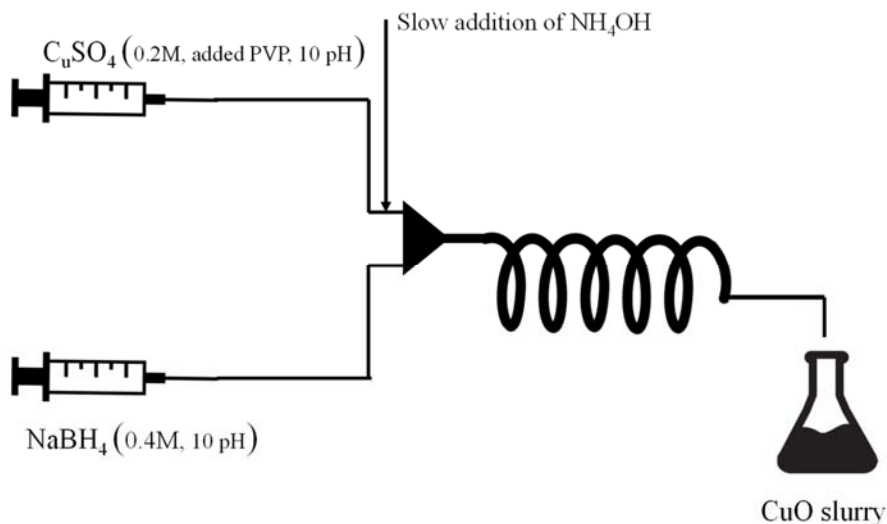 Slow addition of NH₄OH
CᵤSO₄ (0.2M, added PVP, 10 pH)
NaBH₄ (0.4M, 10 pH)
CuO slurry